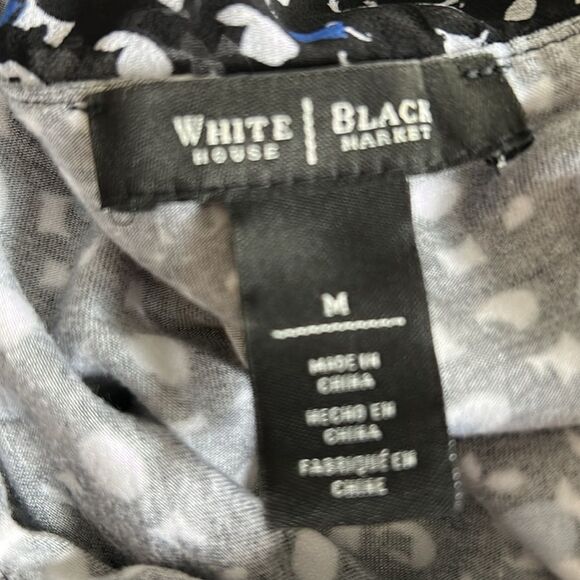 WHITE | BLACK
HOUSE | MARKET
M
MADE IN
CHINA
HECHO EN
CHINA
FABRIQUÉ EN
CHINE